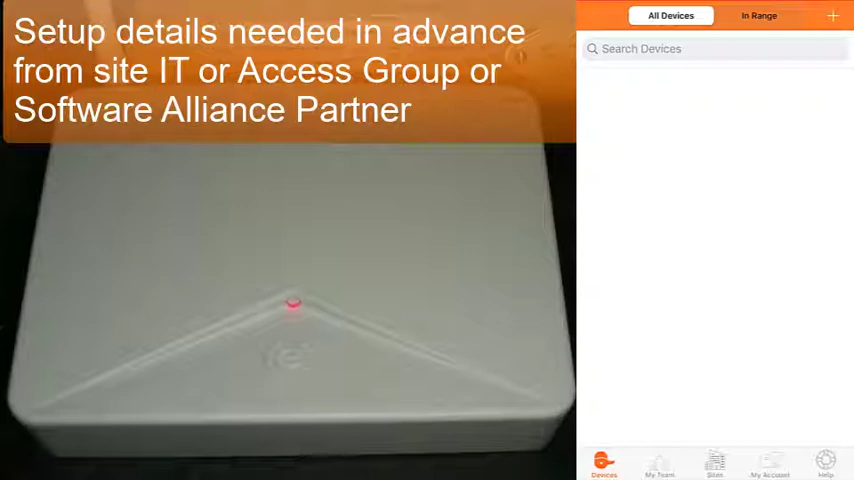 Setup details needed in advance
from site IT or Access Group or
Software Alliance Partner
All Devices
In Range
+
Search Devices
Devices
My Team
Sites
My Account
Help